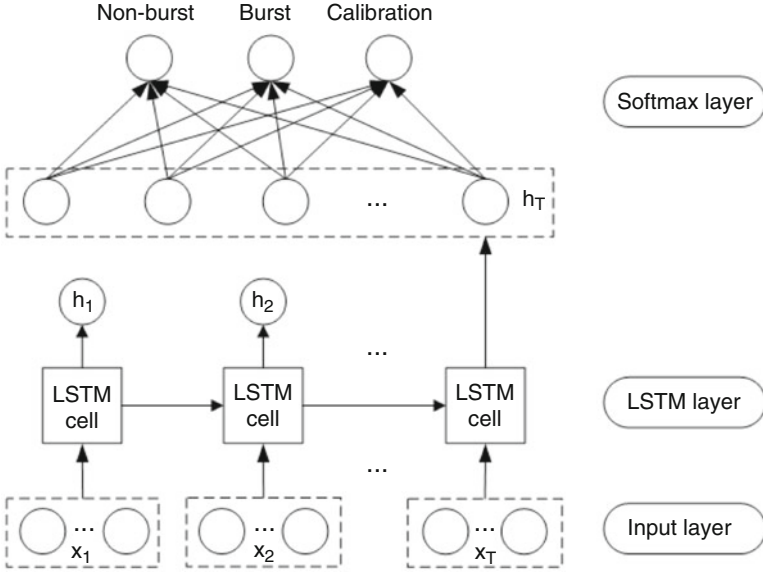 Non-burst Burst Calibration
Softmax layer
... h_T
h_1 h_2
...
LSTM cell
LSTM cell
LSTM cell
LSTM layer
...
... ... ...
x_1 x_2 x_T
Input layer